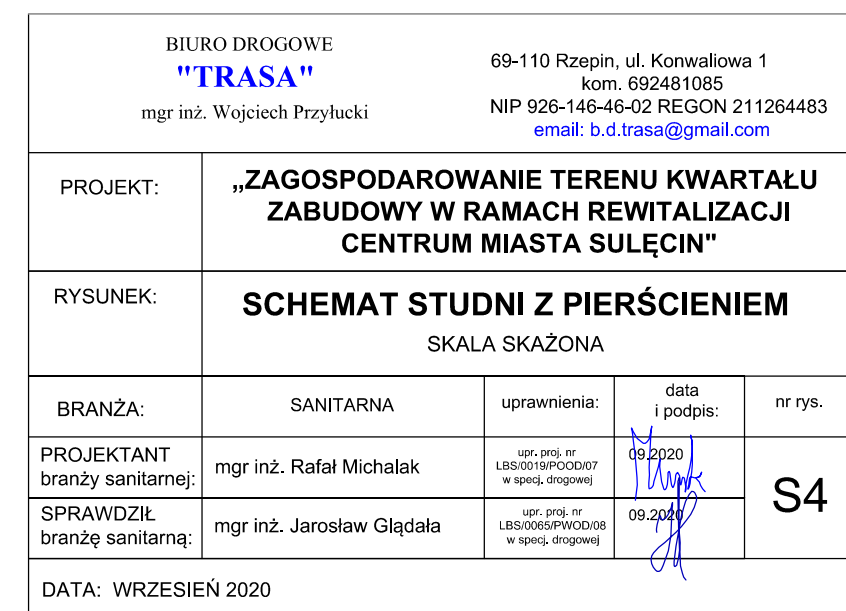 BIURO DROGOWE
"TRASA"
mgr inż. Wojciech Przyłucki
69-110 Rzepin, ul. Konwaliowa 1
kom. 692481085
NIP 926-146-46-02 REGON 211264483
email: b.d.trasa@gmail.com
PROJEKT:
„ZAGOSPODAROWANIE TERENU KWARTAŁU
ZABUDOWY W RAMACH REWITALIZACJI
CENTRUM MIASTA SULĘCIN"
RYSUNEK:
SCHEMAT STUDNI Z PIERŚCIENIEM
SKALA SKAŻONA
BRANŻA:
SANITARNA
uprawnienia:
data
i podpis:
nr rys.
PROJEKTANT
branży sanitarnej:
mgr inż. Rafał Michalak
upr. proj. nr
LBS/0019/POOD/07
w specj. drogowej
09.2020
S4
SPRAWDZIŁ
branżę sanitarną:
mgr inż. Jarosław Glądała
upr. proj. nr
LBS/0065/PWOD/08
w specj. drogowej
09.2020
DATA: WRZESIEŃ 2020